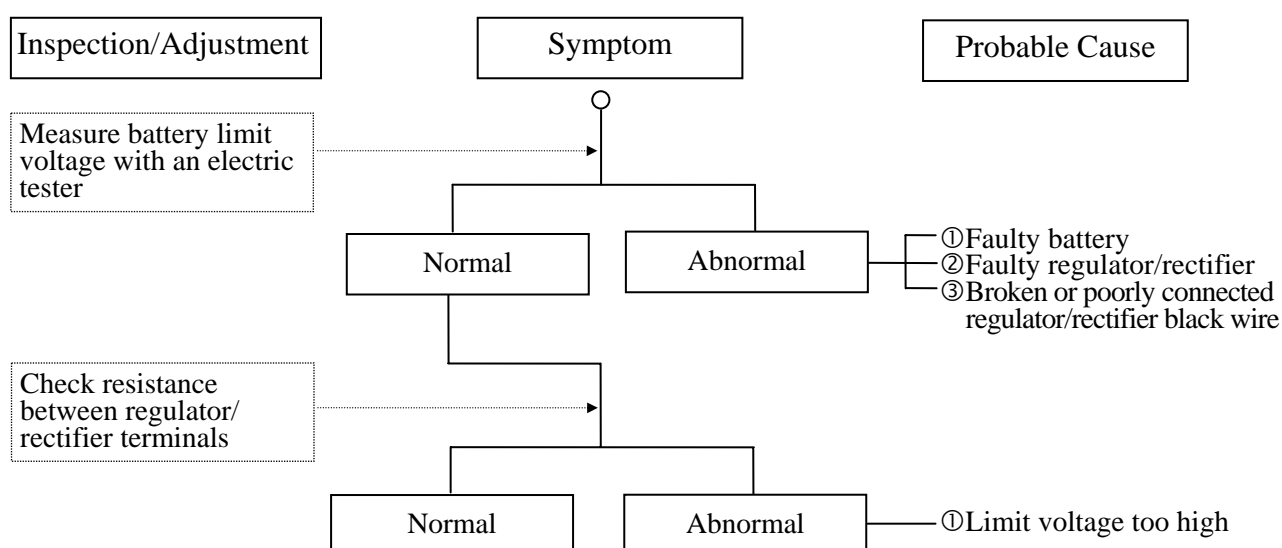 Inspection/Adjustment
Symptom
Probable Cause
Measure battery limit
voltage with an electric
tester
Normal
Abnormal
①Faulty battery
②Faulty regulator/rectifier
③Broken or poorly connected
regulator/rectifier black wire
Check resistance
between regulator/
rectifier terminals
Normal
Abnormal
①Limit voltage too high